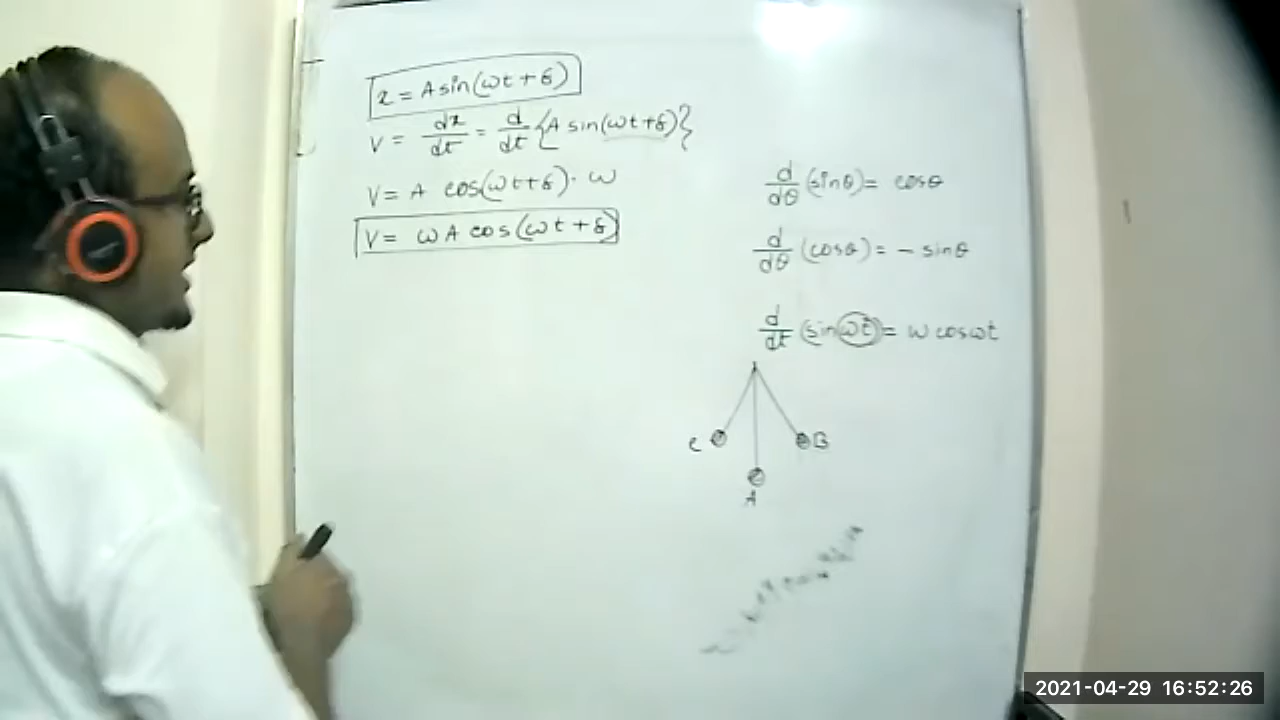 x = A sin(ωt + δ)
V = dx/dt = d/dt {A sin(ωt + δ)}
V = A cos(ωt + δ) · ω
V = ωA cos(ωt + δ)
d/dθ (sinθ) = cosθ
d/dθ (cosθ) = - sinθ
d/dt (sin ωt) = ω cosωt
C B
A
2021-04-29 16:52:26